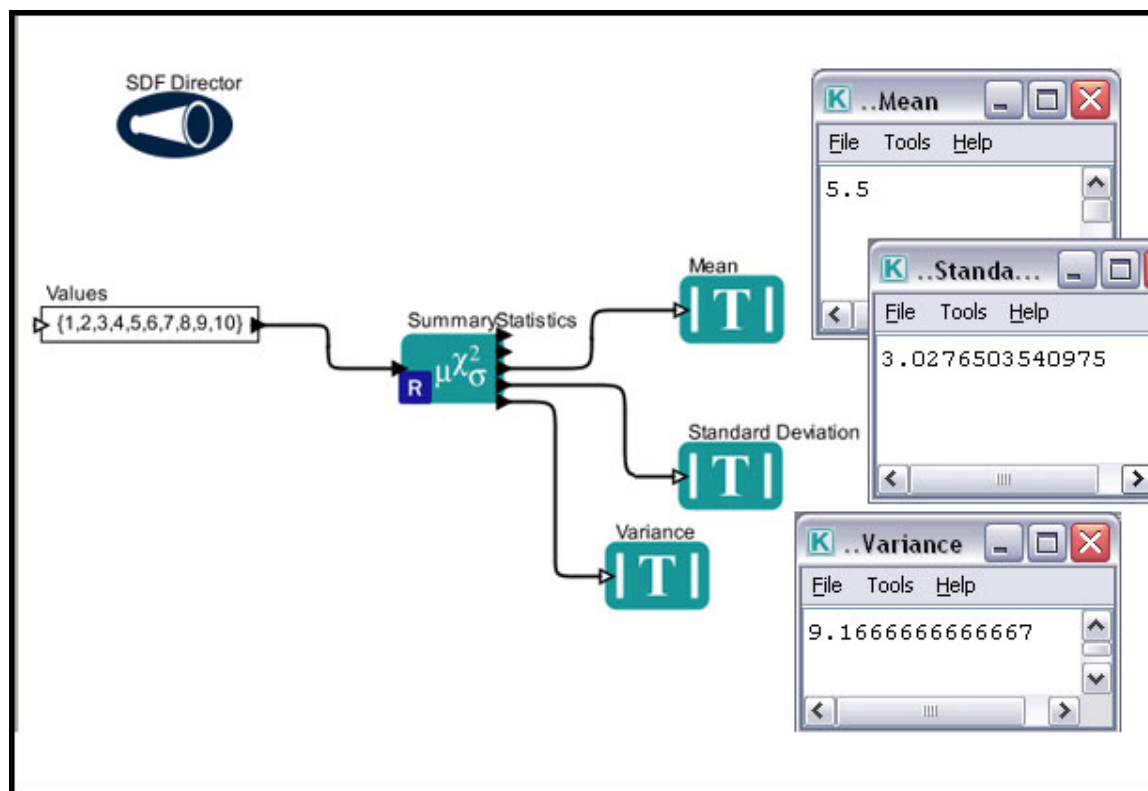 SDF Director
Values
{1,2,3,4,5,6,7,8,9,10}
SummaryStatistics
μχσ2
R
Mean
T
Standard Deviation
T
Variance
T
K ..Mean
File Tools Help
5.5
K ..Standa...
File Tools Help
3.0276503540975
K ..Variance
File Tools Help
9.1666666666667